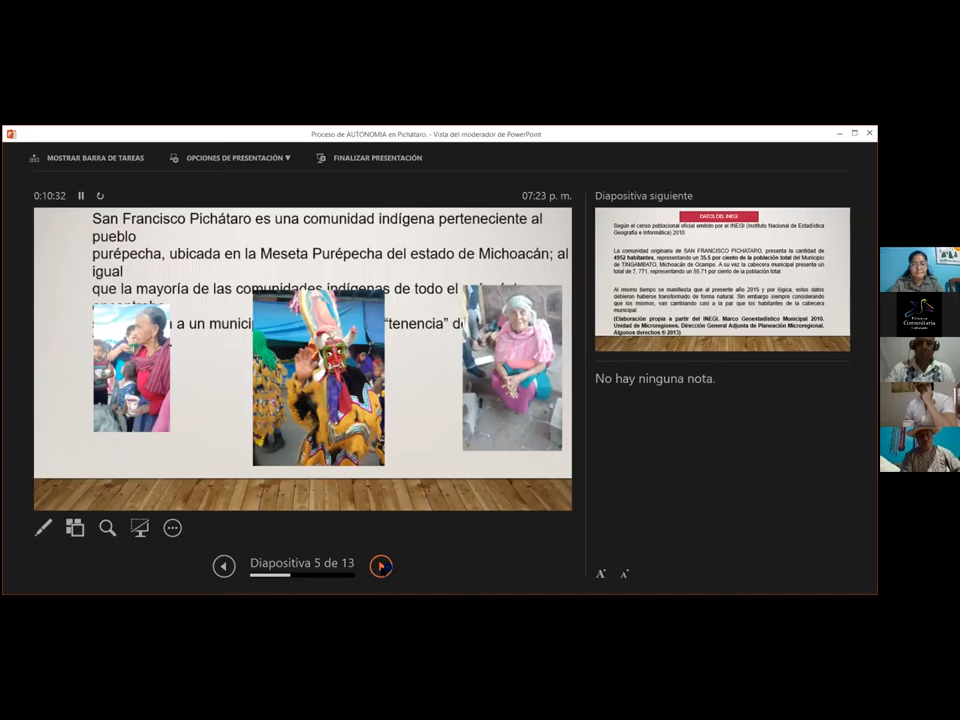 Proceso de AUTONOMIA en Pichátaro. - Vista del moderador de PowerPoint
MOSTRAR BARRA DE TAREAS
OPCIONES DE PRESENTACIÓN ▼
FINALIZAR PRESENTACIÓN
0:10:32
07:23 p. m.
San Francisco Pichátaro es una comunidad indígena perteneciente al
pueblo
purépecha, ubicada en la Meseta Purépecha del estado de Michoacán; al
igual
que la mayoría de las comunidades indígenas de todo el
a un munici
"tenencia" d
Diapositiva 5 de 13
Diapositiva siguiente
DATOS DEL INEGI
Según el censo poblacional oficial emitido por el INEGI (Instituto Nacional de Estadística
Geografía e Informática) 2010.
La comunidad originaria de SAN FRANCISCO PICHATARO, presenta la cantidad de
4952 habitantes, representando un 35.5 por ciento de la población total del Municipio
de TINGAMBATO, Michoacán de Ocampo. A su vez la cabecera municipal presenta un
total de 7, 771, representando un 55.71 por ciento de la población total.
Al mismo tiempo se manifiesta que al presente año 2015 y por lógica, estos datos
debieron haberse transformado de forma natural. Sin embargo siempre considerando
que los mismos, van cambiando casi a la par que los habitantes de la cabecera
municipal
(Elaboración propia a partir del INEGI. Marco Geoestadístico Municipal 2010.
Unidad de Microregiones. Dirección General Adjunta de Planeación Microregional.
Algunos derechos ® 2013)
No hay ninguna nota.
Comunitaria